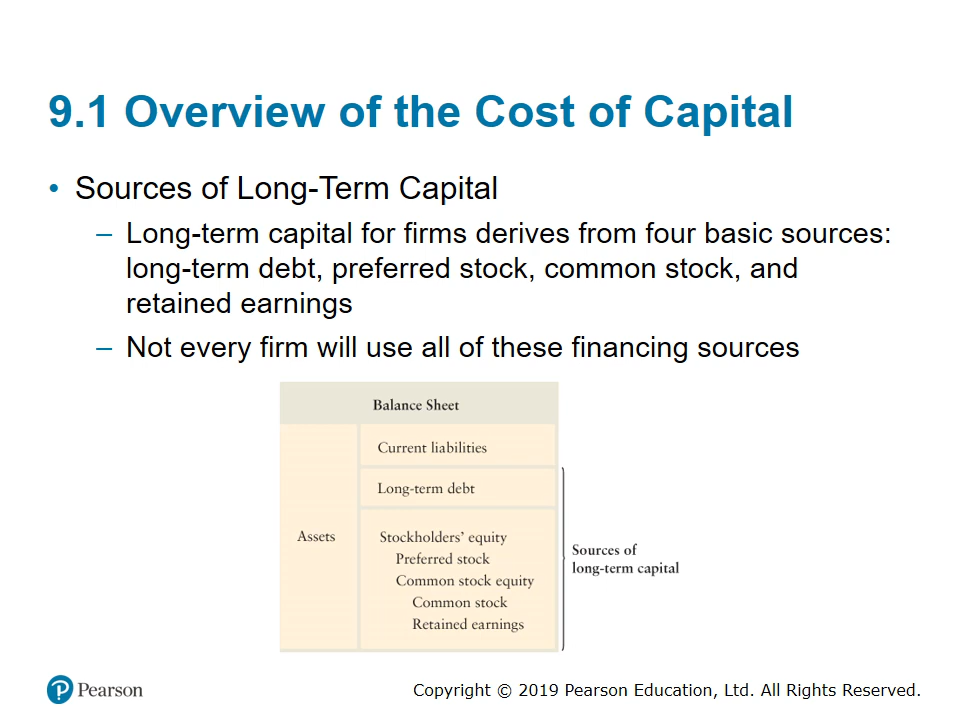 9.1 Overview of the Cost of Capital
• Sources of Long-Term Capital
– Long-term capital for firms derives from four basic sources:
long-term debt, preferred stock, common stock, and
retained earnings
– Not every firm will use all of these financing sources
Balance Sheet
Assets
Current liabilities
Long-term debt
Stockholders’ equity
Preferred stock
Common stock equity
Common stock
Retained earnings
Sources of
long-term capital
P Pearson
Copyright © 2019 Pearson Education, Ltd. All Rights Reserved.